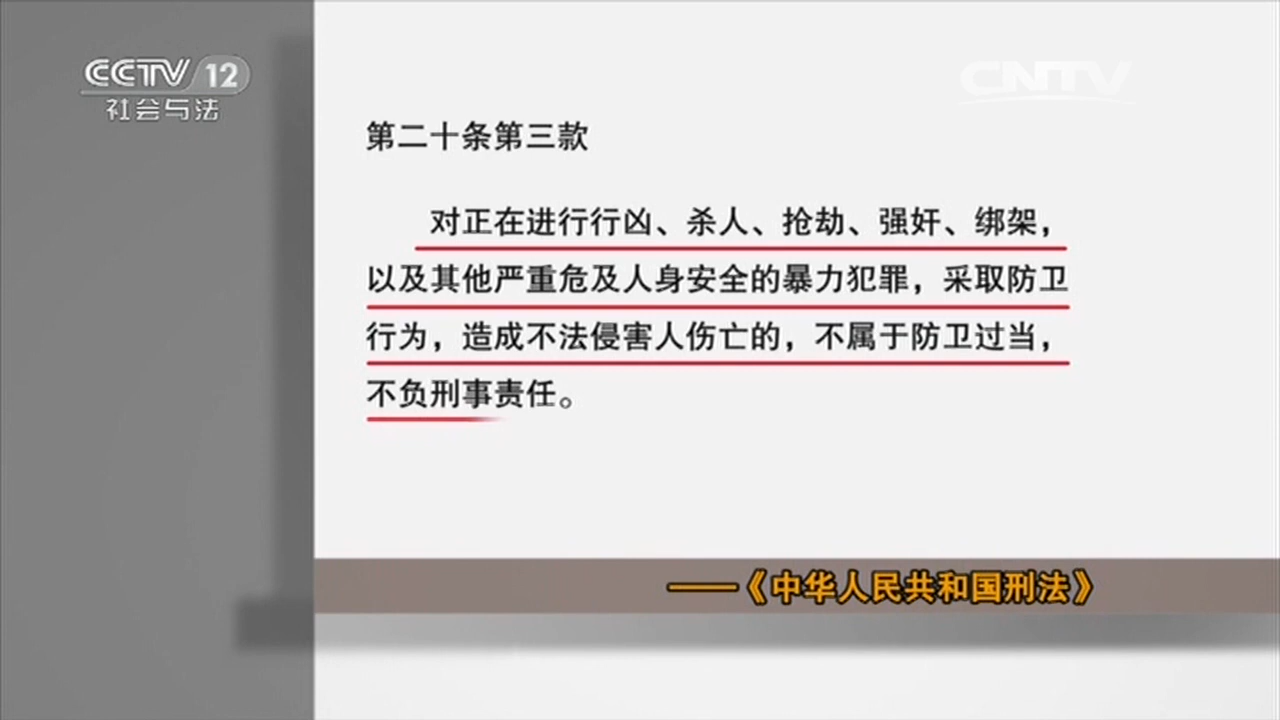 CCTV 12
社会与法
CNTV
第二十条第三款
对正在进行行凶、杀人、抢劫、强奸、绑架，
以及其他严重危及人身安全的暴力犯罪，采取防卫
行为，造成不法侵害人伤亡的，不属于防卫过当，
不负刑事责任。
——《中华人民共和国刑法》